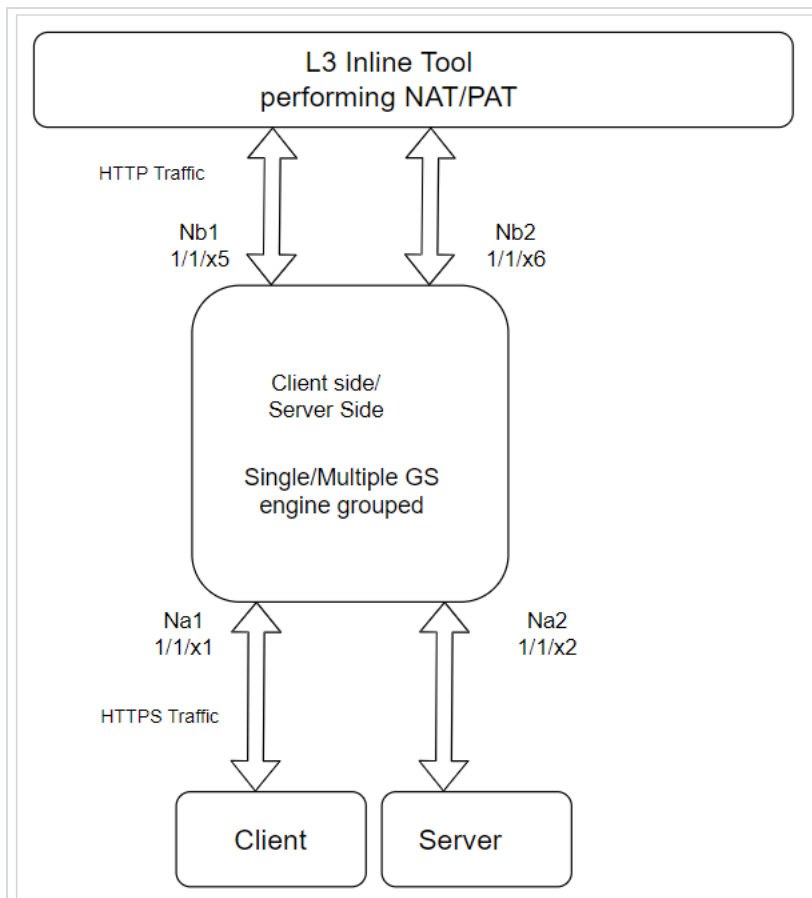 L3 Inline Tool
performing NAT/PAT
HTTP Traffic
Nb1
1/1/x5
Nb2
1/1/x6
Client side/
Server Side
Single/Multiple GS
engine grouped
Na1
1/1/x1
Na2
1/1/x2
HTTPS Traffic
Client
Server